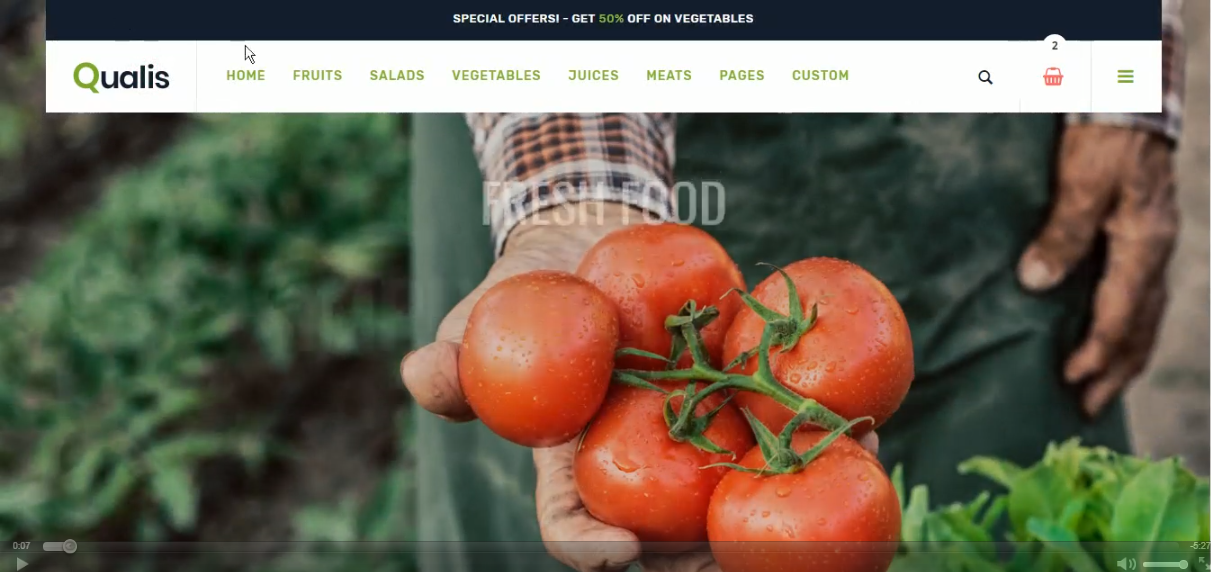 SPECIAL OFFERS! - GET 50% OFF ON VEGETABLES
2
Qualis
HOME FRUITS SALADS VEGETABLES JUICES MEATS PAGES CUSTOM
FRESH FOOD
0:07
-5:27